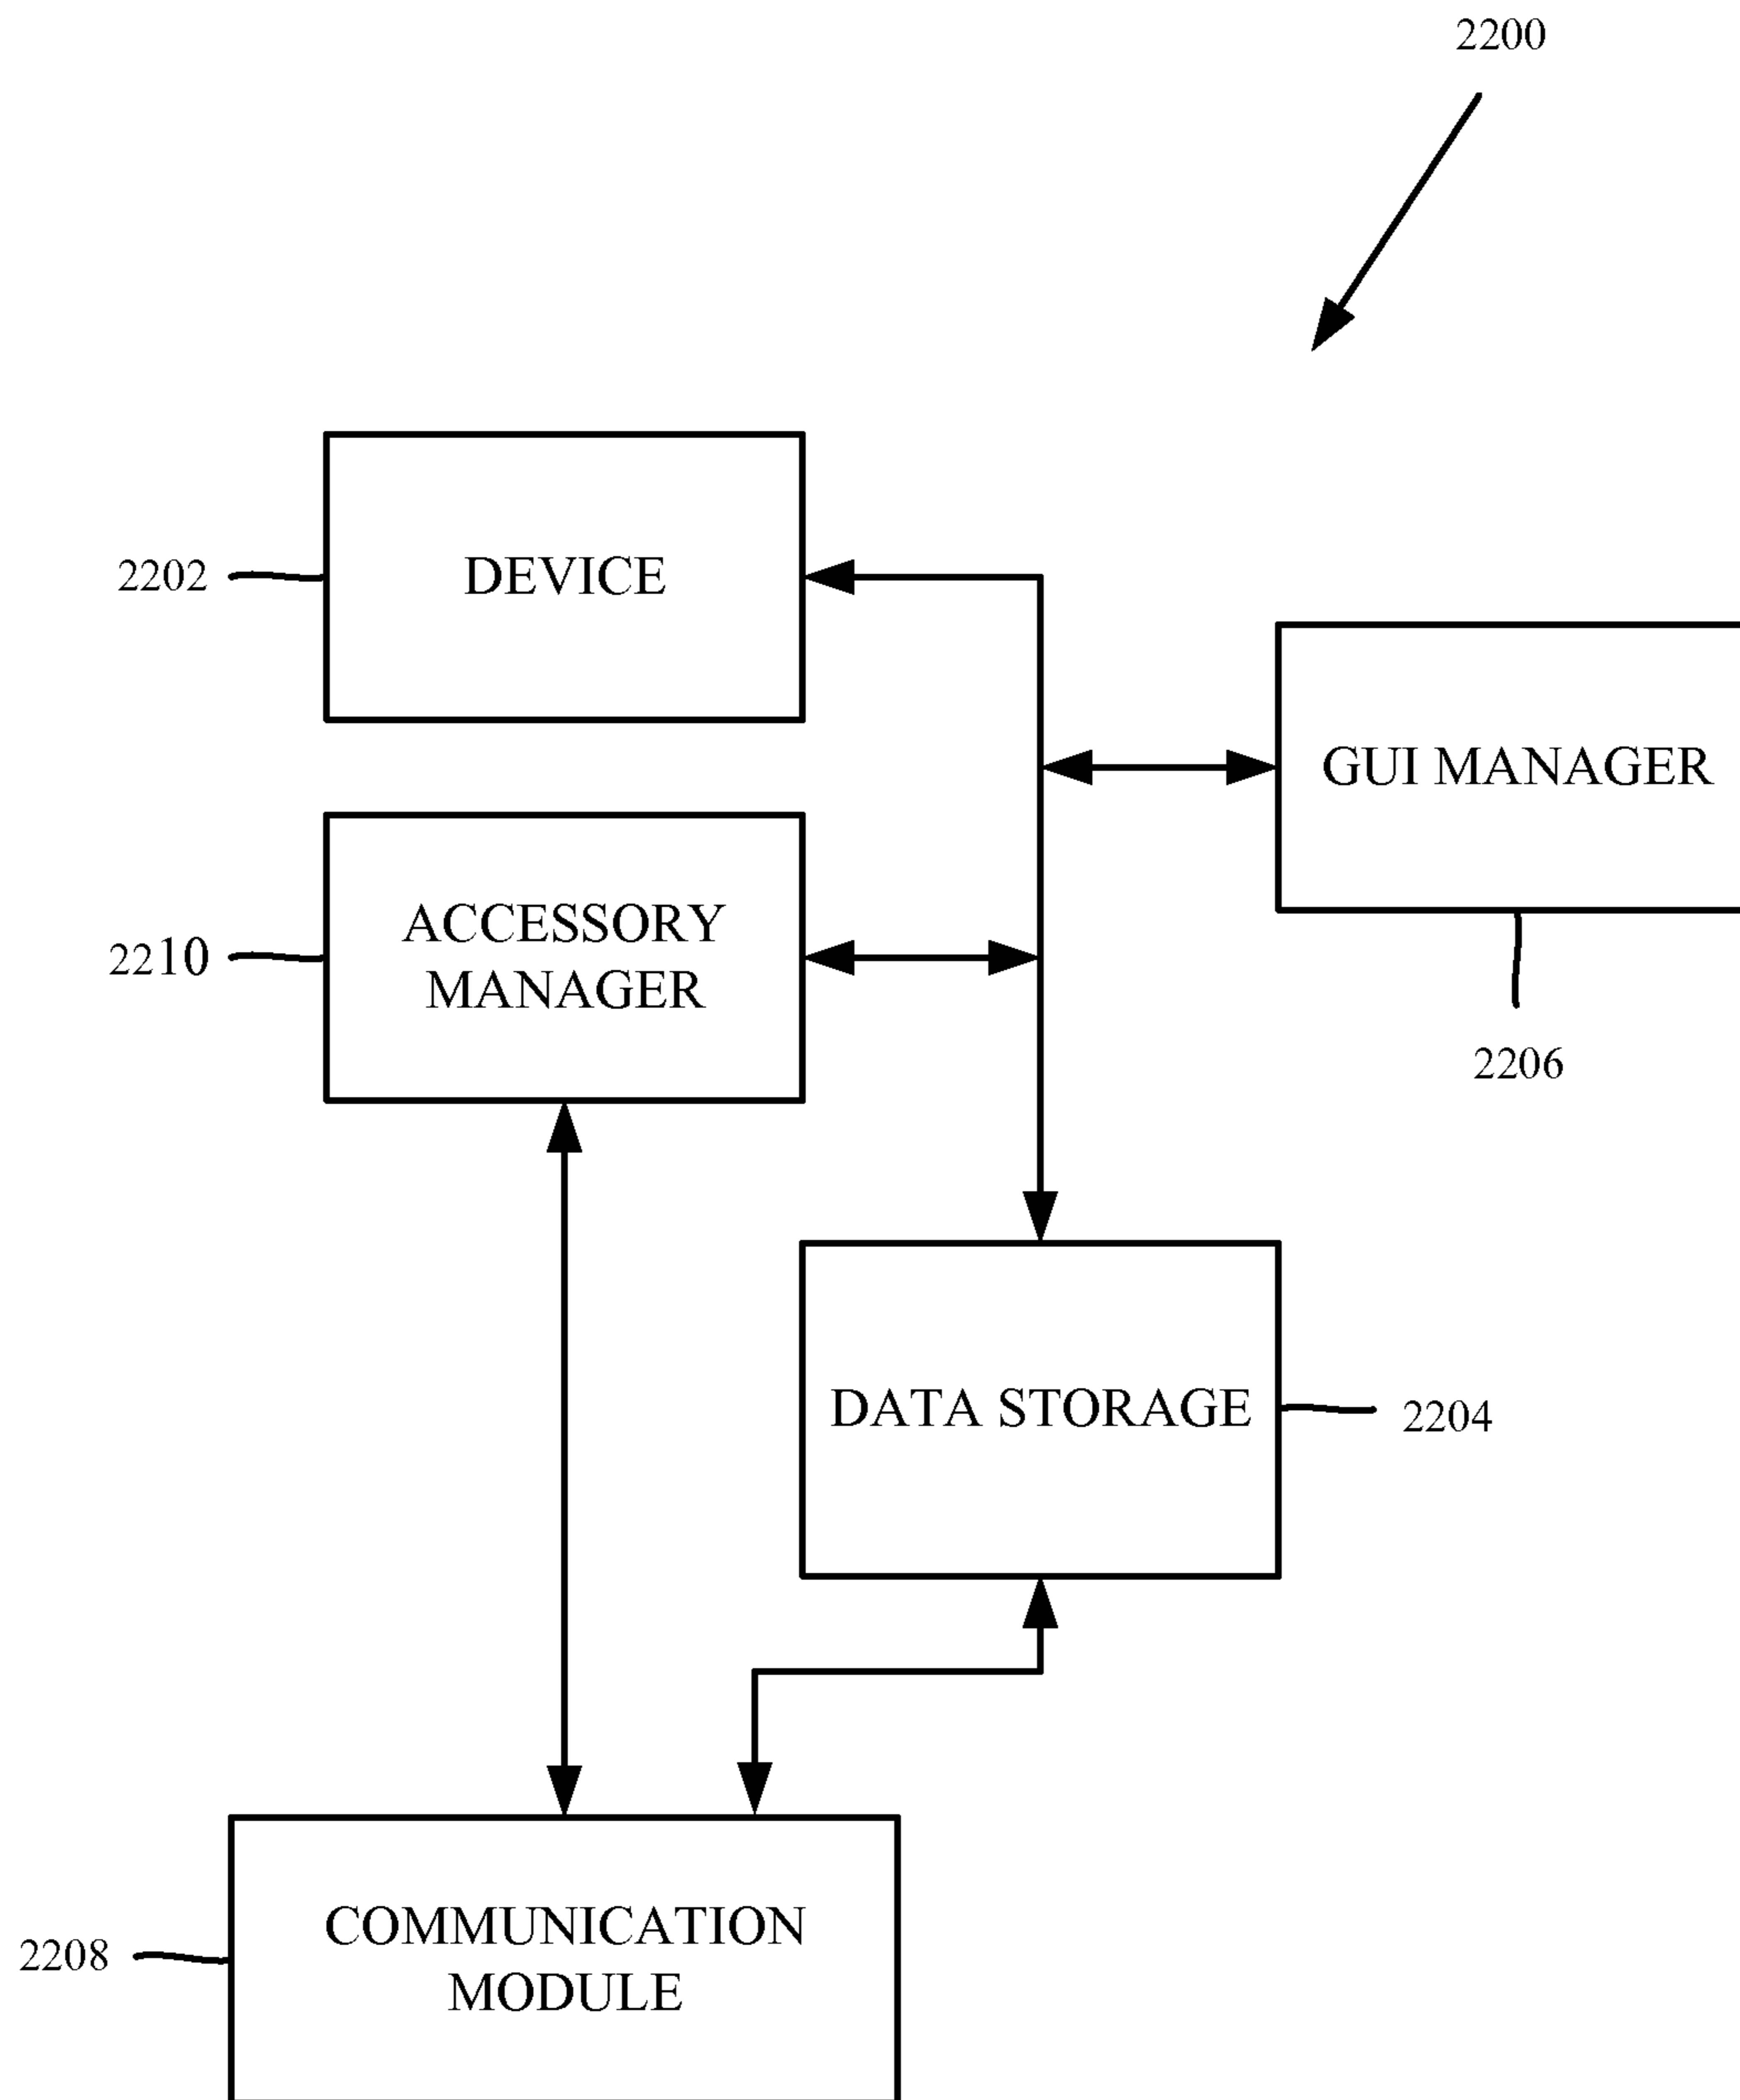 2200
DEVICE
2202
GUI MANAGER
ACCESSORY
MANAGER
2210
2206
DATA STORAGE
2204
COMMUNICATION
MODULE
2208